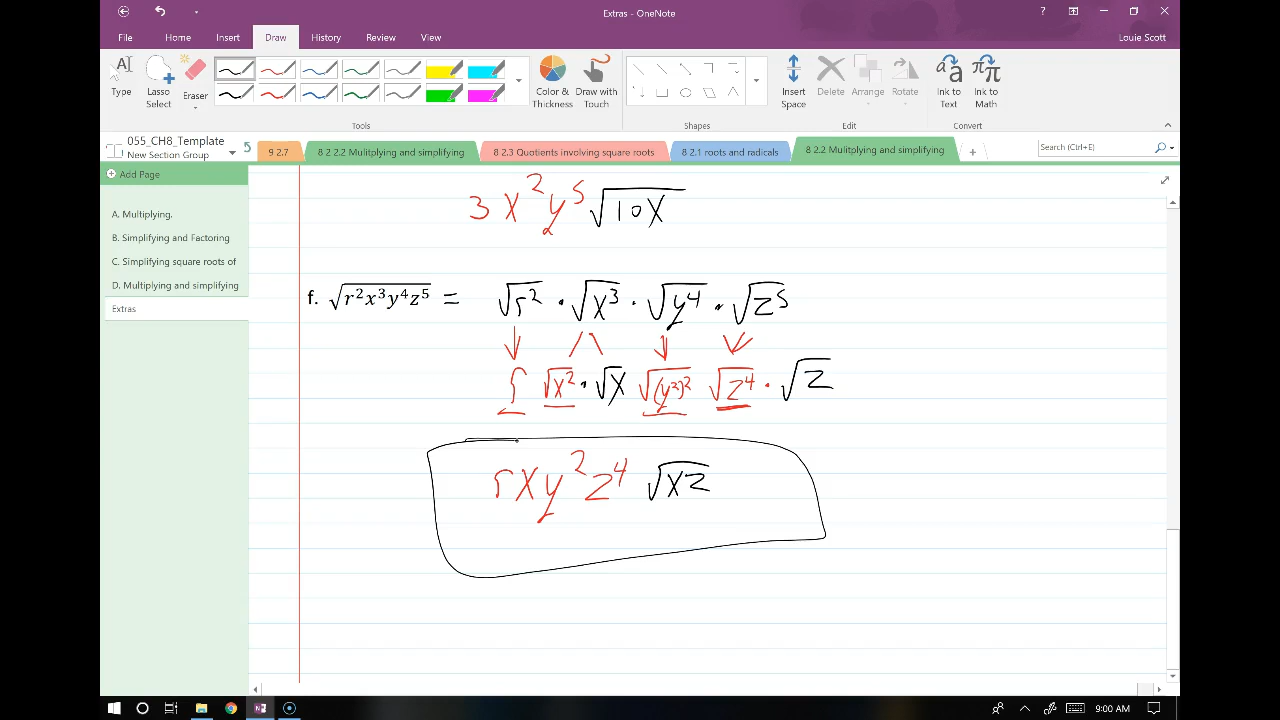 Extras - OneNote
?
File Home Insert Draw History Review View Louie Scott
Type
Lasso Select
Eraser
Color & Thickness
Draw with Touch
Insert Space
Delete
Arrange
Rotate
Ink to Text
Ink to Math
Tools Shapes Edit Convert
055_CH8_Template
New Section Group
9 2.7 8 2.2.2 Mulitplying and simplifying 8 2.3 Quotients involving square roots 8 2.1 roots and radicals 8 2.2 Mulitplying and simplifying +
Search (Ctrl+E)
Add Page
A. Multiplying.
B. Simplifying and Factoring
C. Simplifying square roots of
D. Multiplying and simplifying
Extras
3x²y⁵√10x
f. √r²x³y⁴z⁵ = √r² · √x³ · √y⁴ · √z⁵
r √x² · √x √(y²)² √z⁴ · √z
rxy²z⁴ √xz
9:00 AM